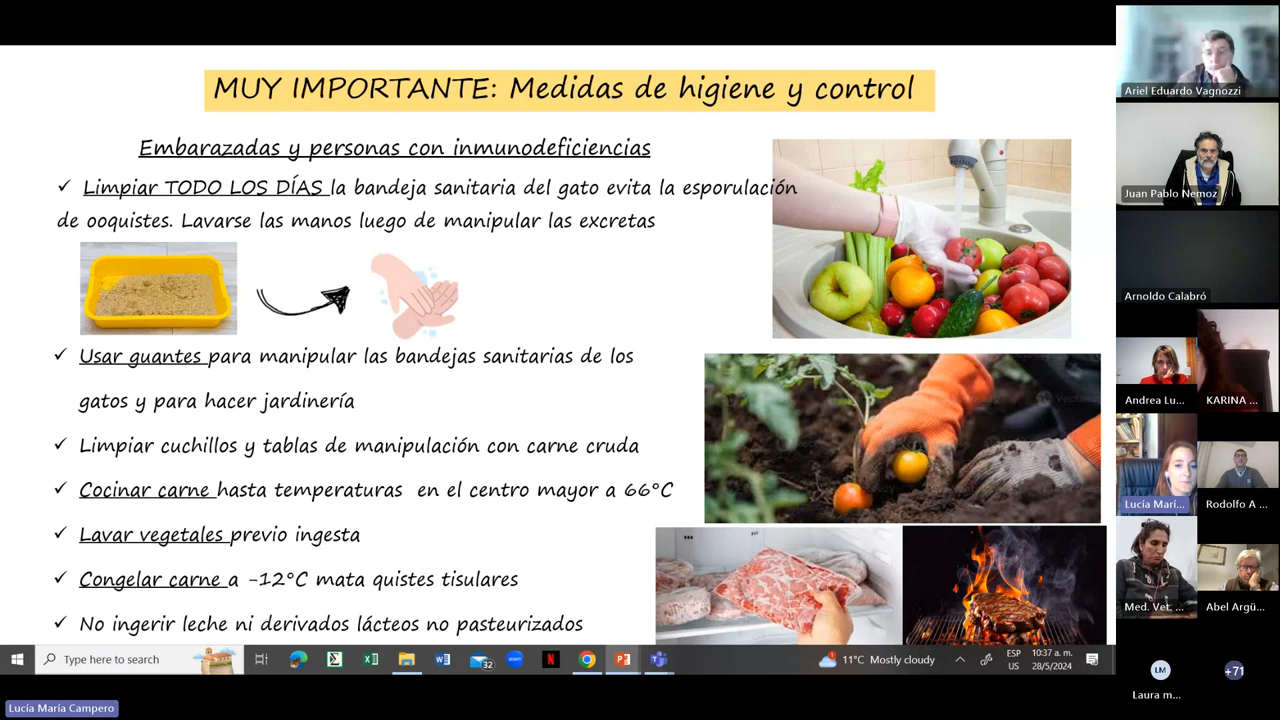 MUY IMPORTANTE: Medidas de higiene y control
Embarazadas y personas con inmunodeficiencias
✓ Limpiar TODO LOS DÍAS la bandeja sanitaria del gato evita la esporulación
de ooquistes. Lavarse las manos luego de manipular las excretas
✓ Usar guantes para manipular las bandejas sanitarias de los
gatos y para hacer jardinería
✓ Limpiar cuchillos y tablas de manipulación con carne cruda
✓ Cocinar carne hasta temperaturas en el centro mayor a 66°C
✓ Lavar vegetales previo ingesta
✓ Congelar carne a -12°C mata quistes tisulares
✓ No ingerir leche ni derivados lácteos no pasteurizados
Type here to search
32
11°C Mostly cloudy
ESP
US
10:37 a.m.
28/5/2024
Lucía María Campero
Ariel Eduardo Vagnozzi
Juan Pablo Nemoz
Arnoldo Calabró
Andrea Lu...
KARINA ...
Lucía Marí...
Rodolfo A ...
Med. Vet. ...
Abel Argü...
LM
+71
Laura m...